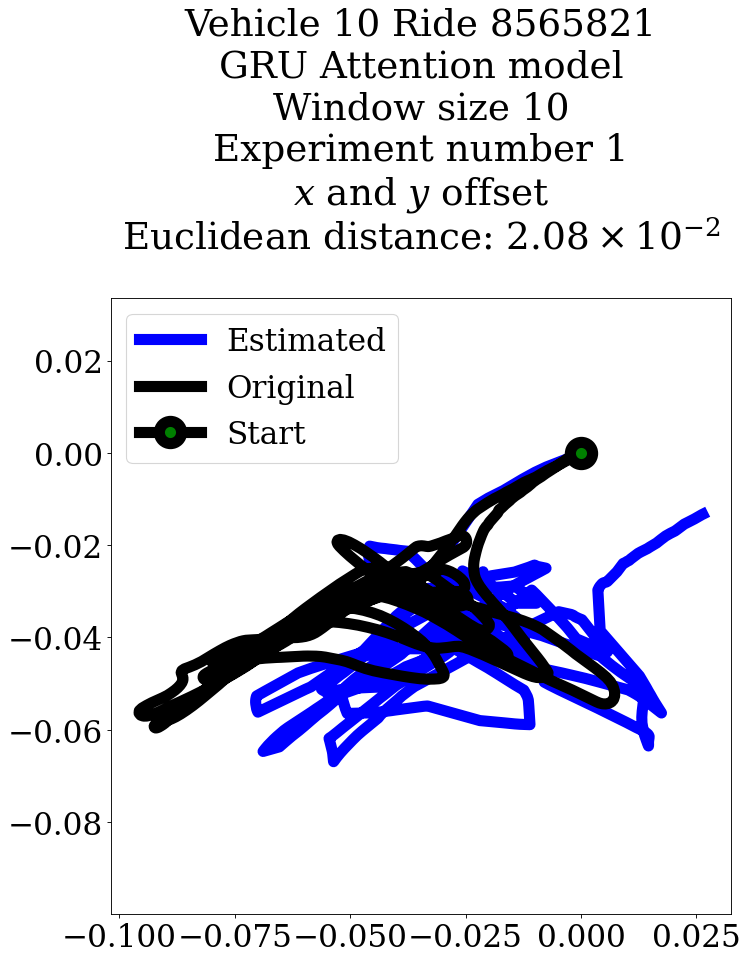 Vehicle 10 Ride 8565821
GRU Attention model
Window size 10
Experiment number 1
x and y offset
Euclidean distance: 2.08 × 10⁻²
Estimated
Original
Start
0.02
0.00
−0.02
−0.04
−0.06
−0.08
−0.100 −0.075 −0.050 −0.025 0.000 0.025